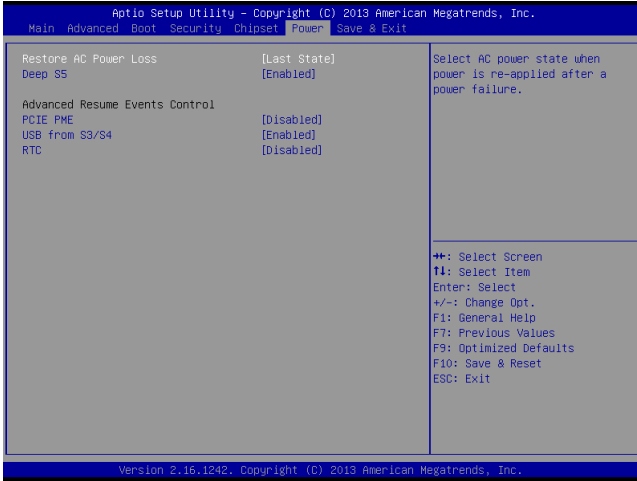 Aptio Setup Utility – Copyright (C) 2013 American Megatrends, Inc.
Main Advanced Boot Security Chipset Power Save & Exit
Restore AC Power Loss [Last State]
Deep S5 [Enabled]
Advanced Resume Events Control
PCIE PME [Disabled]
USB from S3/S4 [Enabled]
RTC [Disabled]
Select AC power state when
power is re-applied after a
power failure.
→←: Select Screen
↑↓: Select Item
Enter: Select
+/-: Change Opt.
F1: General Help
F7: Previous Values
F9: Optimized Defaults
F10: Save & Reset
ESC: Exit
Version 2.16.1242. Copyright (C) 2013 American Megatrends, Inc.